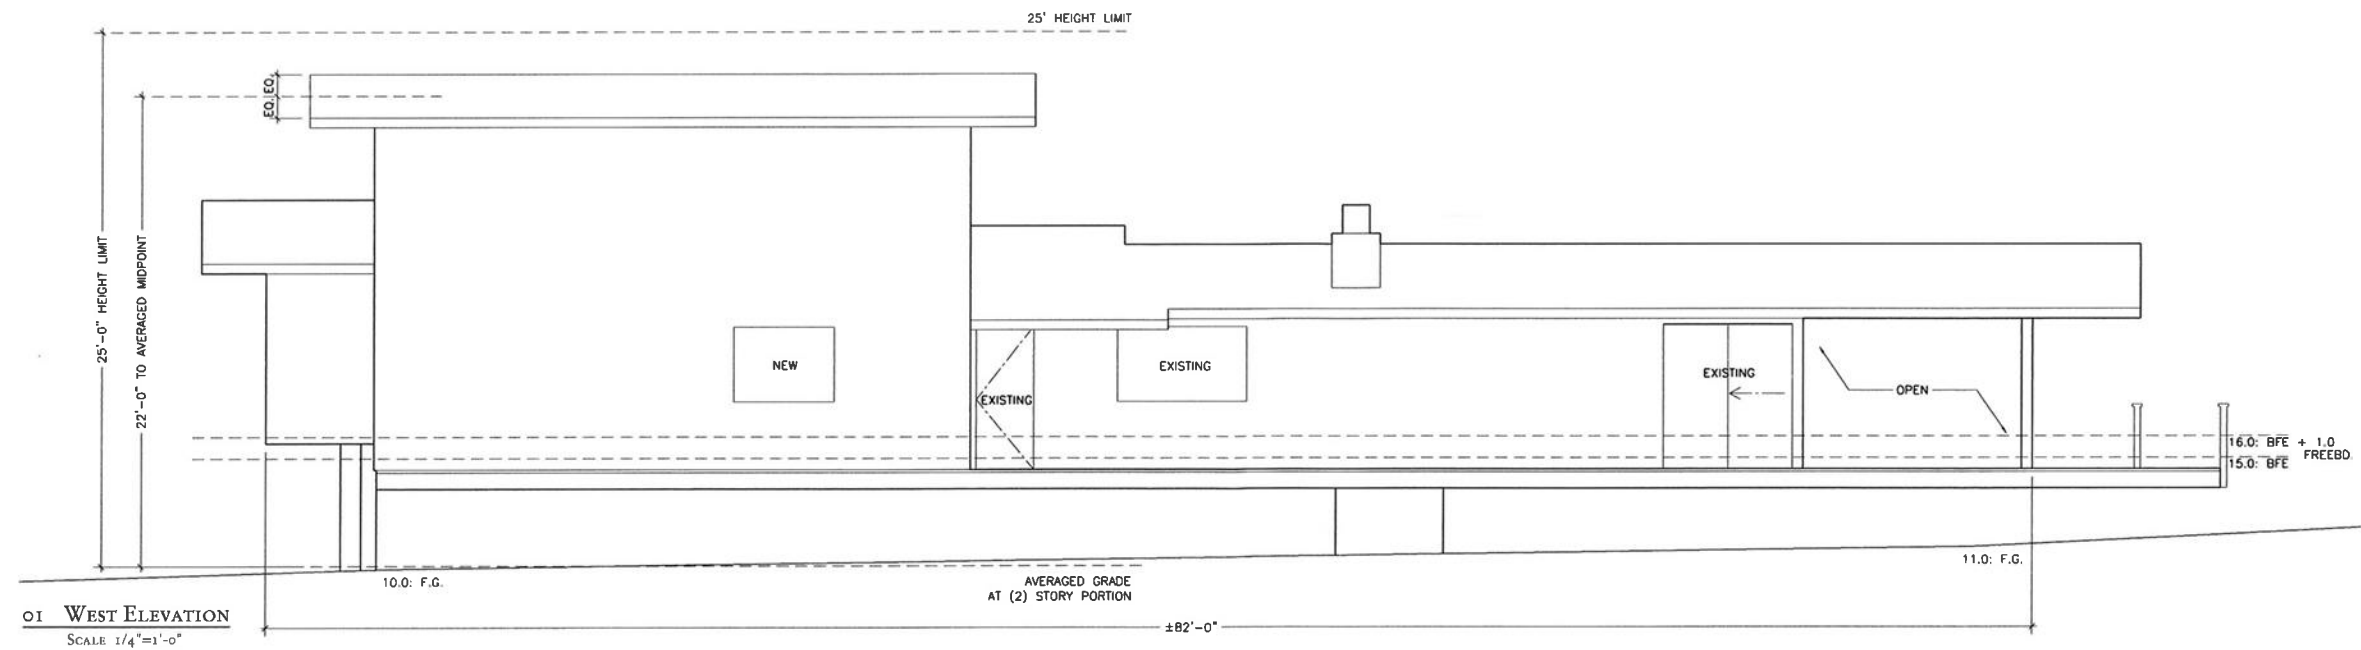 25' HEIGHT LIMIT
EQ. EQ.
25'-0" HEIGHT LIMIT
22'-0" TO AVERAGED MIDPOINT
NEW
EXISTING
EXISTING
EXISTING
OPEN
16.0: BFE + 1.0
FREEBD.
15.0: BFE
10.0: F.G.
11.0: F.G.
AVERAGED GRADE
AT (2) STORY PORTION
01 WEST ELEVATION
SCALE 1/4"=1'-0"
±82'-0"